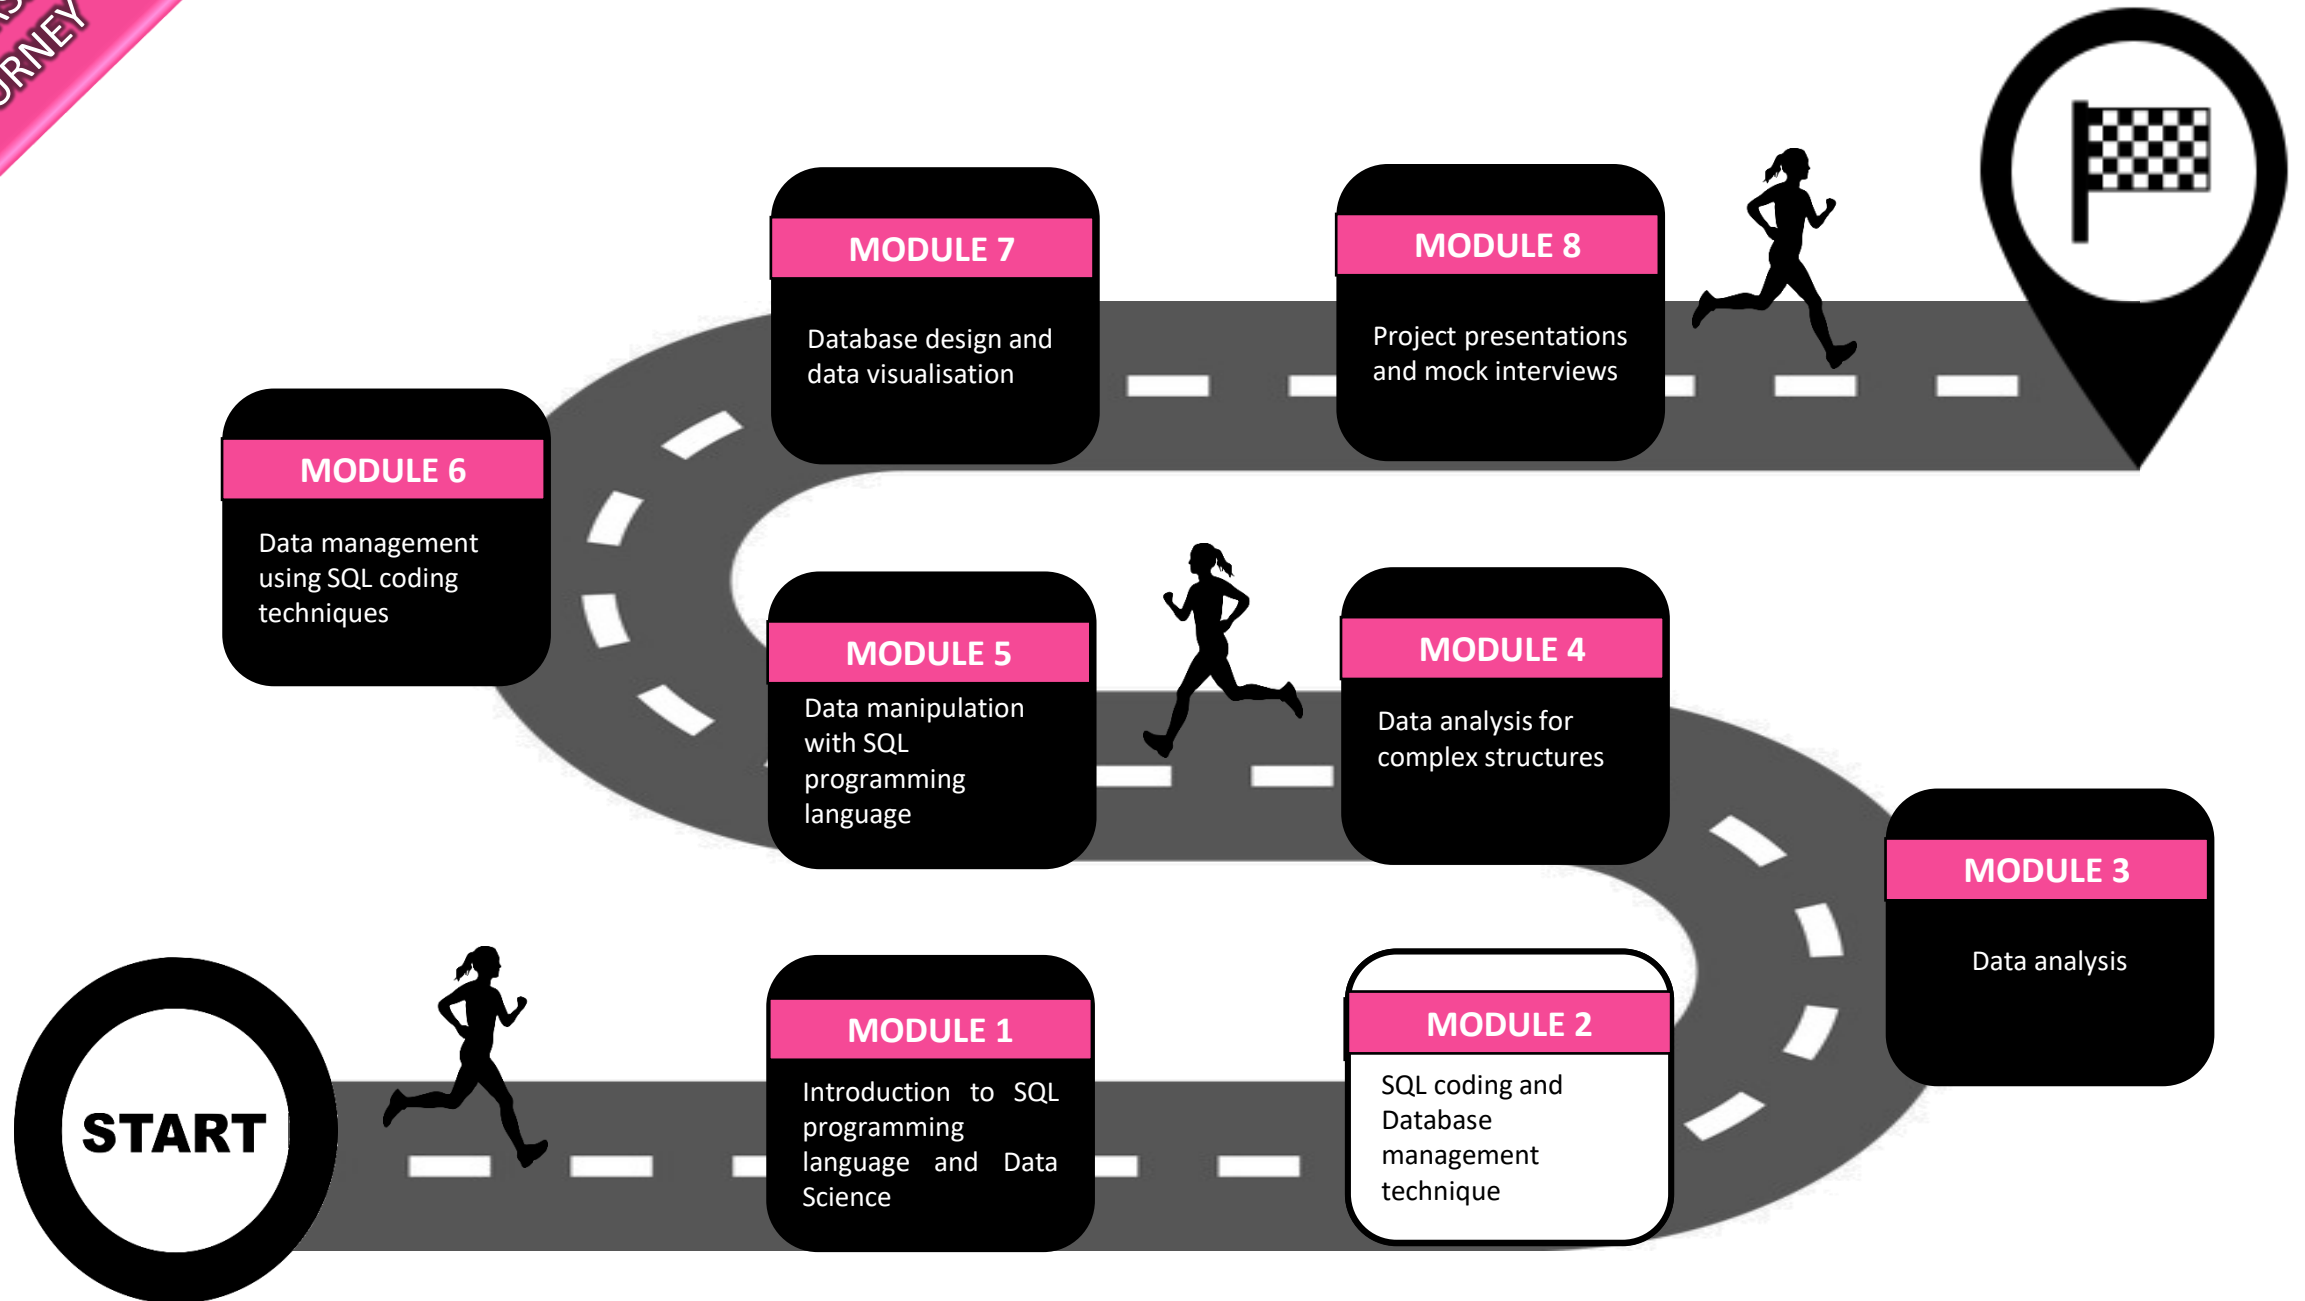 MODULE 7
Database design and
data visualisation
MODULE 8
Project presentations
and mock interviews
MODULE 6
Data management
using SQL coding
techniques
MODULE 5
Data manipulation
with SQL
programming
language
MODULE 4
Data analysis for
complex structures
MODULE 3
Data analysis
START
MODULE 1
Introduction to SQL
programming
language and Data
Science
MODULE 2
SQL coding and
Database
management
technique